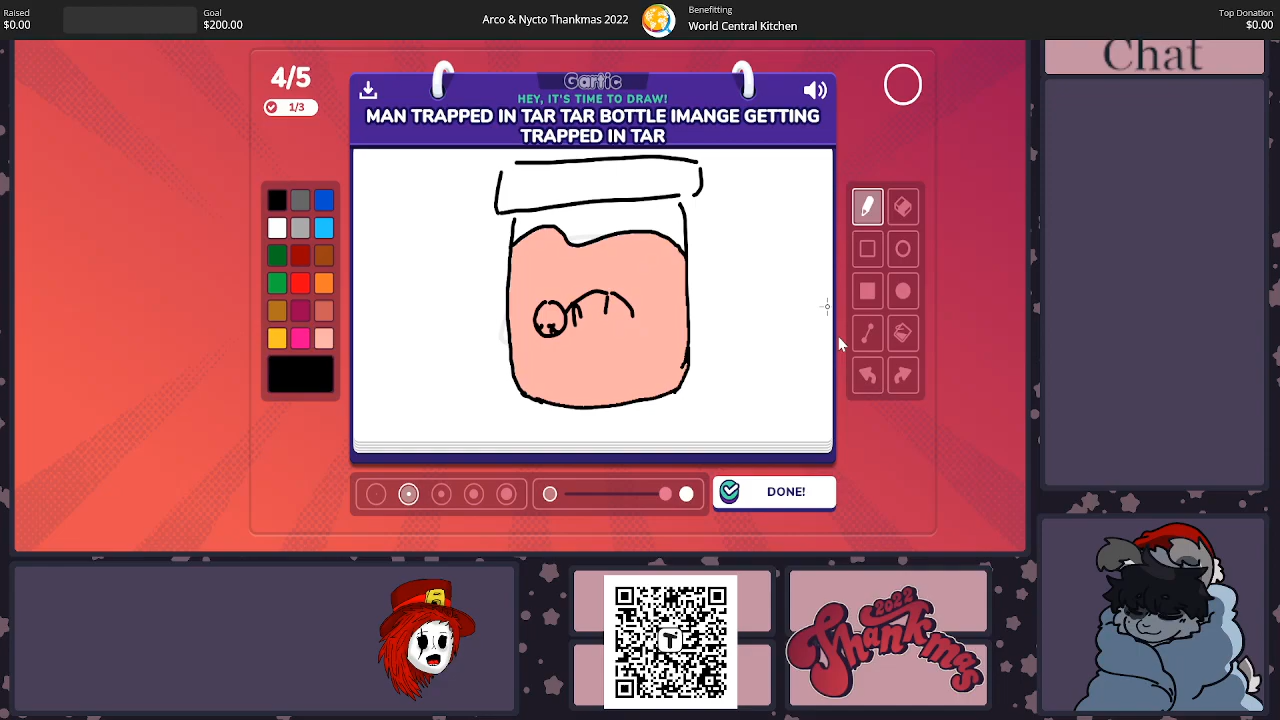 Raised
$0.00
Goal
$200.00
Arco & Nycto Thankmas 2022
Benefitting
World Central Kitchen
Top Donation
$0.00
Chat
4/5
1/3
Gartic
HEY, IT'S TIME TO DRAW!
MAN TRAPPED IN TAR TAR BOTTLE IMANGE GETTING
TRAPPED IN TAR
DONE!
T
2022
Thankmas